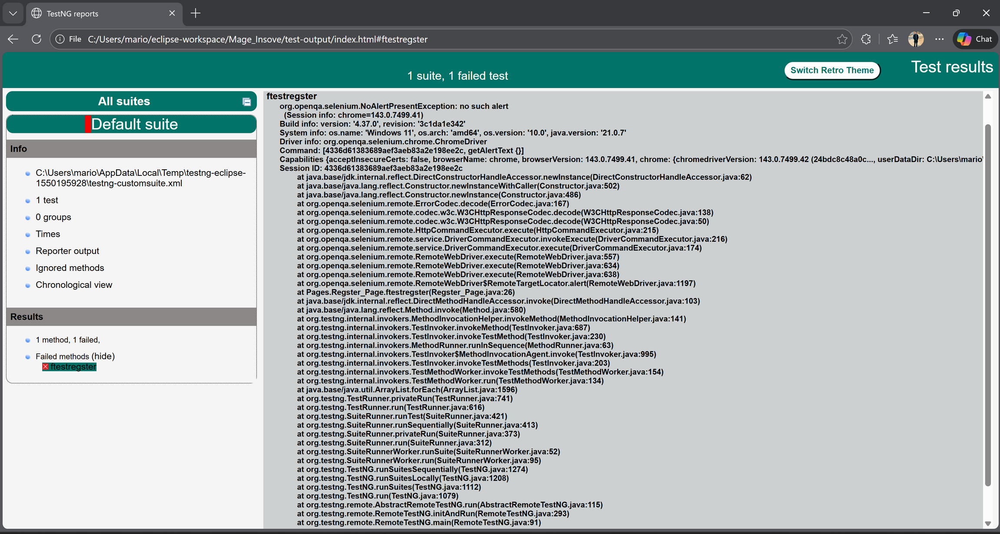 TestNG reports
File C:/Users/mario/eclipse-workspace/Mage_Insove/test-output/index.html#ftestregster
Chat
1 suite, 1 failed test
Switch Retro Theme
Test results
All suites
Default suite
Info
C:\Users\mario\AppData\Local\Temp\testng-eclipse-
1550195928\testng-customsuite.xml
1 test
0 groups
Times
Reporter output
Ignored methods
Chronological view
Results
1 method, 1 failed,
Failed methods (hide)
ftestregster
ftestregster
org.openqa.selenium.NoAlertPresentException: no such alert
(Session info: chrome=143.0.7499.41)
Build info: version: '4.37.0', revision: '3c1da1e342'
System info: os.name: 'Windows 11', os.arch: 'amd64', os.version: '10.0', java.version: '21.0.7'
Driver info: org.openqa.selenium.chrome.ChromeDriver
Command: [4336d61383689aef3aeb83a2e198ee2c, getAlertText {}]
Capabilities {acceptInsecureCerts: false, browserName: chrome, browserVersion: 143.0.7499.41, chrome: {chromedriverVersion: 143.0.7499.42 (24bdc8c48a0c..., userDataDir: C:\Users\mario\
Session ID: 4336d61383689aef3aeb83a2e198ee2c
at java.base/jdk.internal.reflect.DirectConstructorHandleAccessor.newInstance(DirectConstructorHandleAccessor.java:62)
at java.base/java.lang.reflect.Constructor.newInstanceWithCaller(Constructor.java:502)
at java.base/java.lang.reflect.Constructor.newInstance(Constructor.java:486)
at org.openqa.selenium.remote.ErrorCodec.decode(ErrorCodec.java:167)
at org.openqa.selenium.remote.codec.w3c.W3CHttpResponseCodec.decode(W3CHttpResponseCodec.java:138)
at org.openqa.selenium.remote.codec.w3c.W3CHttpResponseCodec.decode(W3CHttpResponseCodec.java:50)
at org.openqa.selenium.remote.HttpCommandExecutor.execute(HttpCommandExecutor.java:215)
at org.openqa.selenium.remote.service.DriverCommandExecutor.invokeExecute(DriverCommandExecutor.java:216)
at org.openqa.selenium.remote.service.DriverCommandExecutor.execute(DriverCommandExecutor.java:174)
at org.openqa.selenium.remote.RemoteWebDriver.execute(RemoteWebDriver.java:557)
at org.openqa.selenium.remote.RemoteWebDriver.execute(RemoteWebDriver.java:634)
at org.openqa.selenium.remote.RemoteWebDriver.execute(RemoteWebDriver.java:638)
at org.openqa.selenium.remote.RemoteWebDriver$RemoteTargetLocator.alert(RemoteWebDriver.java:1197)
at Pages.Regster_Page.ftestregster(Regster_Page.java:26)
at java.base/jdk.internal.reflect.DirectMethodHandleAccessor.invoke(DirectMethodHandleAccessor.java:103)
at java.base/java.lang.reflect.Method.invoke(Method.java:580)
at org.testng.internal.invokers.MethodInvocationHelper.invokeMethod(MethodInvocationHelper.java:141)
at org.testng.internal.invokers.TestInvoker.invokeMethod(TestInvoker.java:687)
at org.testng.internal.invokers.TestInvoker.invokeTestMethod(TestInvoker.java:230)
at org.testng.internal.invokers.MethodRunner.runInSequence(MethodRunner.java:63)
at org.testng.internal.invokers.TestInvoker$MethodInvocationAgent.invoke(TestInvoker.java:995)
at org.testng.internal.invokers.TestInvoker.invokeTestMethods(TestInvoker.java:203)
at org.testng.internal.invokers.TestMethodWorker.invokeTestMethods(TestMethodWorker.java:154)
at org.testng.internal.invokers.TestMethodWorker.run(TestMethodWorker.java:134)
at java.base/java.util.ArrayList.forEach(ArrayList.java:1596)
at org.testng.TestRunner.privateRun(TestRunner.java:741)
at org.testng.TestRunner.run(TestRunner.java:616)
at org.testng.SuiteRunner.runTest(SuiteRunner.java:421)
at org.testng.SuiteRunner.runSequentially(SuiteRunner.java:413)
at org.testng.SuiteRunner.privateRun(SuiteRunner.java:373)
at org.testng.SuiteRunner.run(SuiteRunner.java:312)
at org.testng.SuiteRunnerWorker.runSuite(SuiteRunnerWorker.java:52)
at org.testng.SuiteRunnerWorker.run(SuiteRunnerWorker.java:95)
at org.testng.TestNG.runSuitesSequentially(TestNG.java:1274)
at org.testng.TestNG.runSuitesLocally(TestNG.java:1208)
at org.testng.TestNG.runSuites(TestNG.java:1112)
at org.testng.TestNG.run(TestNG.java:1079)
at org.testng.remote.AbstractRemoteTestNG.run(AbstractRemoteTestNG.java:115)
at org.testng.remote.RemoteTestNG.initAndRun(RemoteTestNG.java:293)
at org.testng.remote.RemoteTestNG.main(RemoteTestNG.java:91)